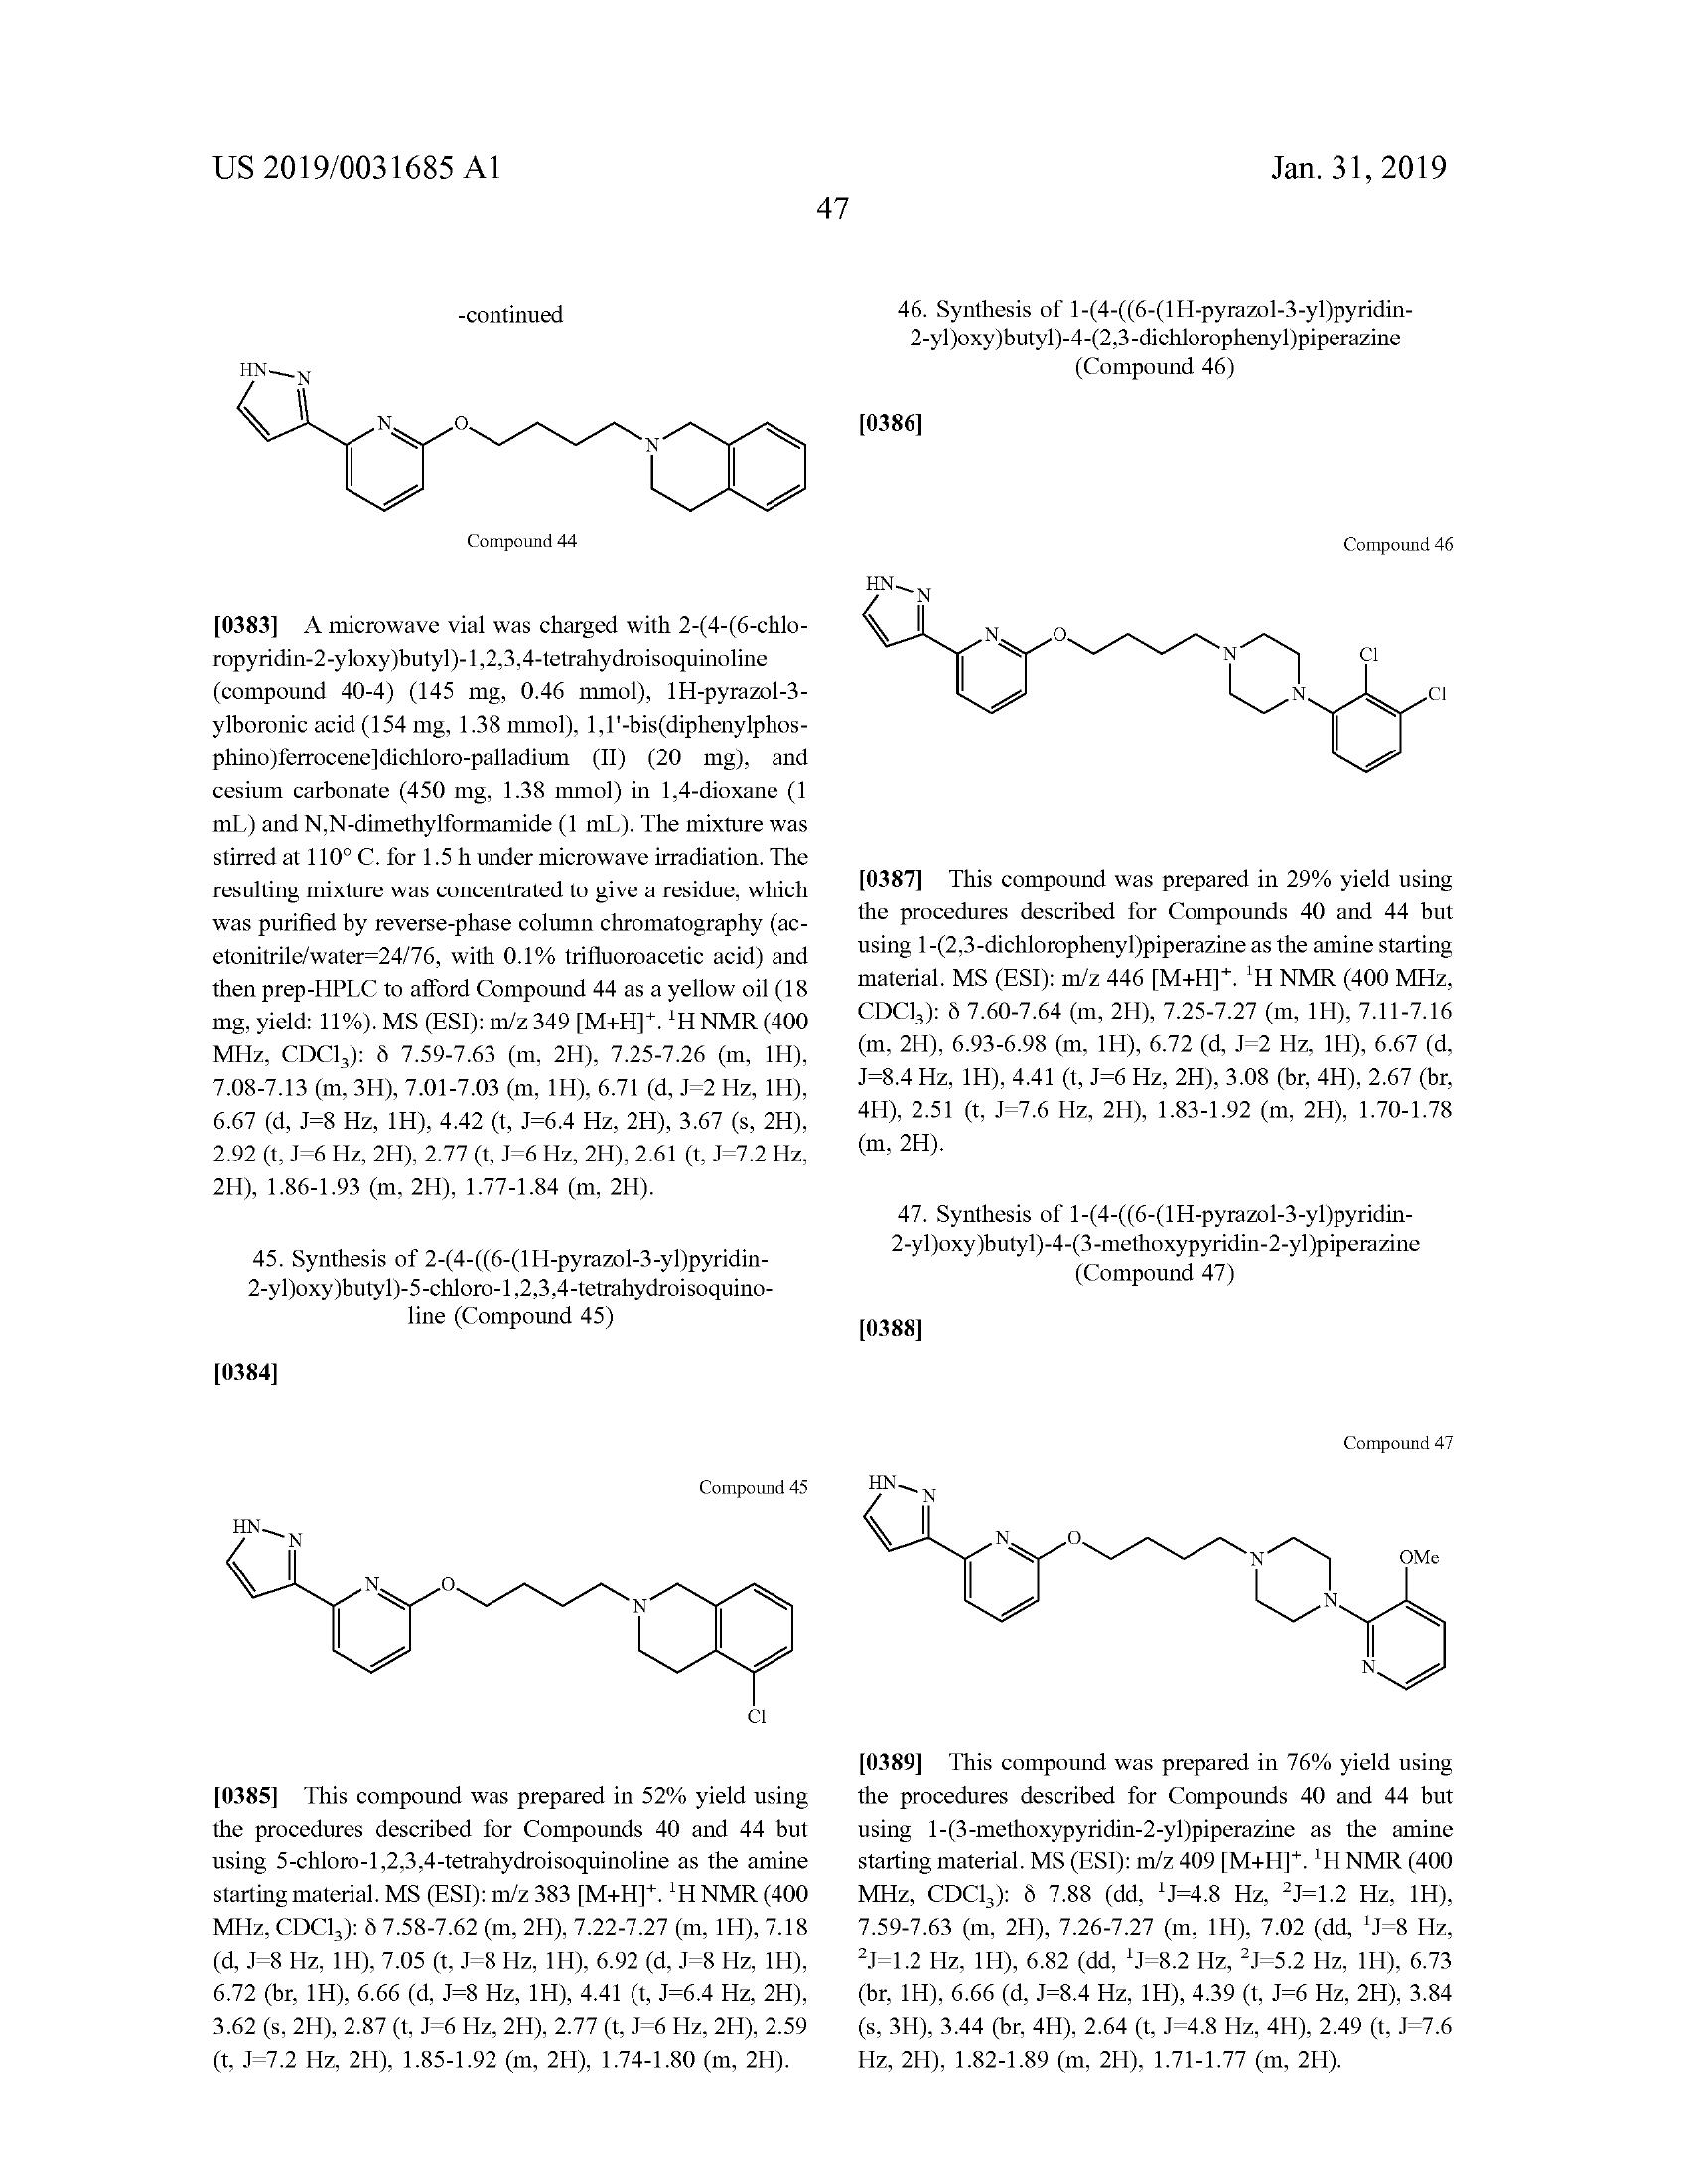 US 2019/0031685 A1
Jan. 31, 2019
47
-continued
HN
N
N
O
N
Compound 44
[0383] A microwave vial was charged with 2-(4-(6-chlo-
ropyridin-2-yloxy)butyl)-1,2,3,4-tetrahydroisoquinoline
(compound 40-4) (145 mg, 0.46 mmol), 1H-pyrazol-3-
ylboronic acid (154 mg, 1.38 mmol), 1,1'-bis(diphenylphos-
phino)ferrocene]dichloro-palladium (II) (20 mg), and
cesium carbonate (450 mg, 1.38 mmol) in 1,4-dioxane (1
mL) and N,N-dimethylformamide (1 mL). The mixture was
stirred at 110° C. for 1.5 h under microwave irradiation. The
resulting mixture was concentrated to give a residue, which
was purified by reverse-phase column chromatography (ac-
etonitrile/water=24/76, with 0.1% trifluoroacetic acid) and
then prep-HPLC to afford Compound 44 as a yellow oil (18
mg, yield: 11%). MS (ESI): m/z 349 [M+H]⁺. ¹H NMR (400
MHz, CDCl₃): δ 7.59-7.63 (m, 2H), 7.25-7.26 (m, 1H),
7.08-7.13 (m, 3H), 7.01-7.03 (m, 1H), 6.71 (d, J=2 Hz, 1H),
6.67 (d, J=8 Hz, 1H), 4.42 (t, J=6.4 Hz, 2H), 3.67 (s, 2H),
2.92 (t, J=6 Hz, 2H), 2.77 (t, J=6 Hz, 2H), 2.61 (t, J=7.2 Hz,
2H), 1.86-1.93 (m, 2H), 1.77-1.84 (m, 2H).
45. Synthesis of 2-(4-((6-(1H-pyrazol-3-yl)pyridin-
2-yl)oxy)butyl)-5-chloro-1,2,3,4-tetrahydroisoquino-
line (Compound 45)
[0384]
Compound 45
HN
N
N
O
N
Cl
[0385] This compound was prepared in 52% yield using
the procedures described for Compounds 40 and 44 but
using 5-chloro-1,2,3,4-tetrahydroisoquinoline as the amine
starting material. MS (ESI): m/z 383 [M+H]⁺. ¹H NMR (400
MHz, CDCl₃): δ 7.58-7.62 (m, 2H), 7.22-7.27 (m, 1H), 7.18
(d, J=8 Hz, 1H), 7.05 (t, J=8 Hz, 1H), 6.92 (d, J=8 Hz, 1H),
6.72 (br, 1H), 6.66 (d, J=8 Hz, 1H), 4.41 (t, J=6.4 Hz, 2H),
3.62 (s, 2H), 2.87 (t, J=6 Hz, 2H), 2.77 (t, J=6 Hz, 2H), 2.59
(t, J=7.2 Hz, 2H), 1.85-1.92 (m, 2H), 1.74-1.80 (m, 2H).
46. Synthesis of 1-(4-((6-(1H-pyrazol-3-yl)pyridin-
2-yl)oxy)butyl)-4-(2,3-dichlorophenyl)piperazine
(Compound 46)
[0386]
Compound 46
HN
N
N
O
N
N
Cl
Cl
[0387] This compound was prepared in 29% yield using
the procedures described for Compounds 40 and 44 but
using 1-(2,3-dichlorophenyl)piperazine as the amine starting
material. MS (ESI): m/z 446 [M+H]⁺. ¹H NMR (400 MHz,
CDCl₃): δ 7.60-7.64 (m, 2H), 7.25-7.27 (m, 1H), 7.11-7.16
(m, 2H), 6.93-6.98 (m, 1H), 6.72 (d, J=2 Hz, 1H), 6.67 (d,
J=8.4 Hz, 1H), 4.41 (t, J=6 Hz, 2H), 3.08 (br, 4H), 2.67 (br,
4H), 2.51 (t, J=7.6 Hz, 2H), 1.83-1.92 (m, 2H), 1.70-1.78
(m, 2H).
47. Synthesis of 1-(4-((6-(1H-pyrazol-3-yl)pyridin-
2-yl)oxy)butyl)-4-(3-methoxypyridin-2-yl)piperazine
(Compound 47)
[0388]
Compound 47
HN
N
N
O
N
N
OMe
N
[0389] This compound was prepared in 76% yield using
the procedures described for Compounds 40 and 44 but
using 1-(3-methoxypyridin-2-yl)piperazine as the amine
starting material. MS (ESI): m/z 409 [M+H]⁺. ¹H NMR (400
MHz, CDCl₃): δ 7.88 (dd, ¹J=4.8 Hz, ²J=1.2 Hz, 1H),
7.59-7.63 (m, 2H), 7.26-7.27 (m, 1H), 7.02 (dd, ¹J=8 Hz,
²J=1.2 Hz, 1H), 6.82 (dd, ¹J=8.2 Hz, ²J=5.2 Hz, 1H), 6.73
(br, 1H), 6.66 (d, J=8.4 Hz, 1H), 4.39 (t, J=6 Hz, 2H), 3.84
(s, 3H), 3.44 (br, 4H), 2.64 (t, J=4.8 Hz, 4H), 2.49 (t, J=7.6
Hz, 2H), 1.82-1.89 (m, 2H), 1.71-1.77 (m, 2H).